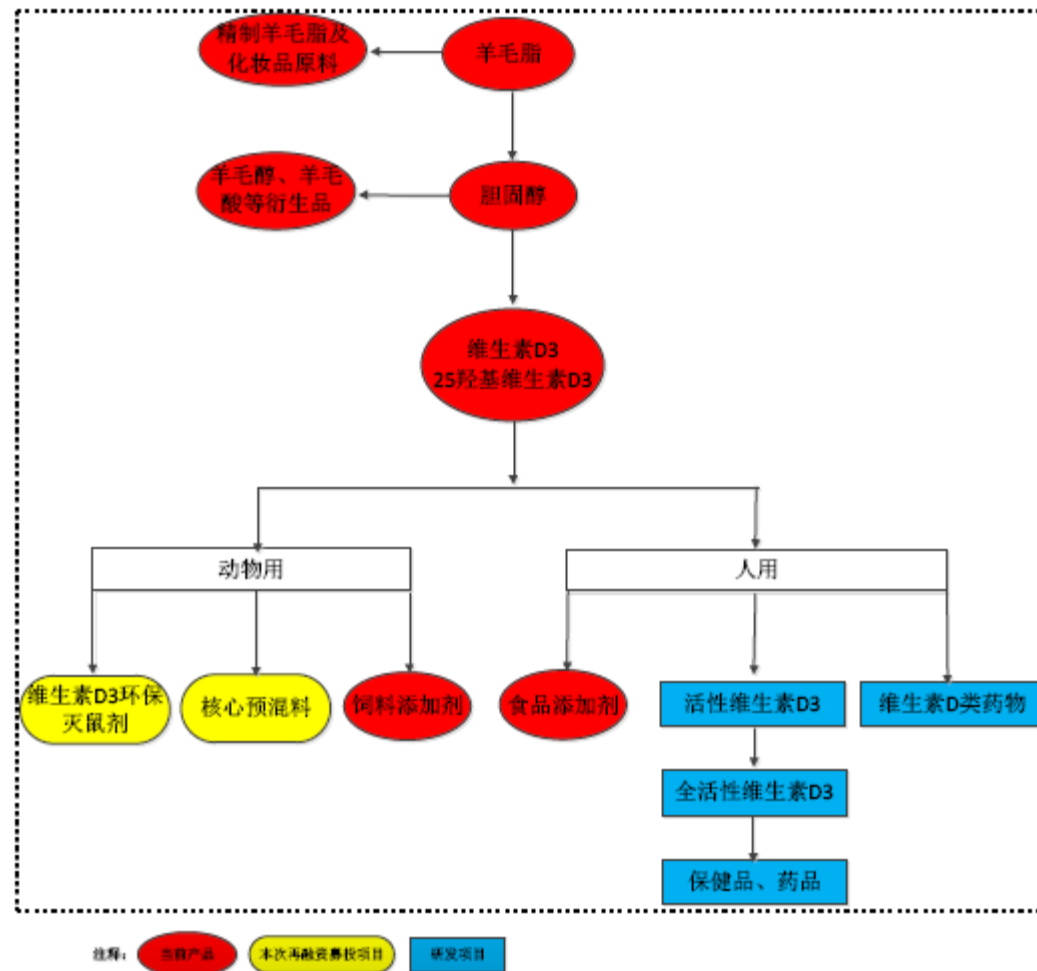 精制羊毛脂及
化妆品原料
羊毛脂
羊毛醇、羊毛
酸等衍生品
胆固醇
维生素D3
25羟基维生素D3
动物用
人用
维生素D3环保
灭鼠剂
核心预混料
饲料添加剂
食品添加剂
活性维生素D3
维生素D类药物
全活性维生素D3
保健品、药品
注释:
当前产品
本次再融资募投项目
研发项目